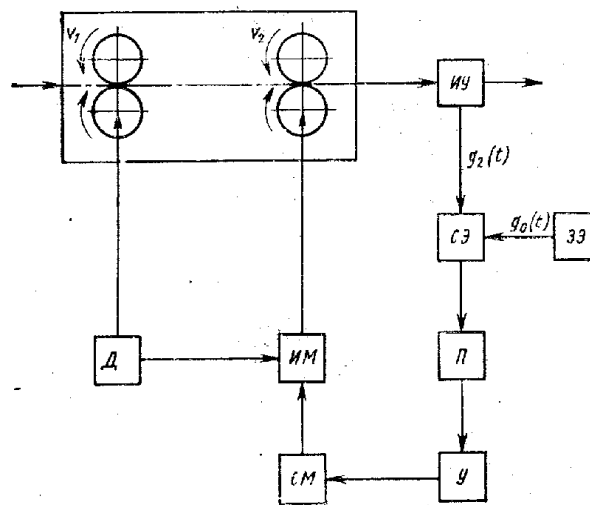 v₁
v₂
ИУ
g₂(t)
СЭ
g₀(t)
ЗЭ
Д
ИМ
П
СМ
У